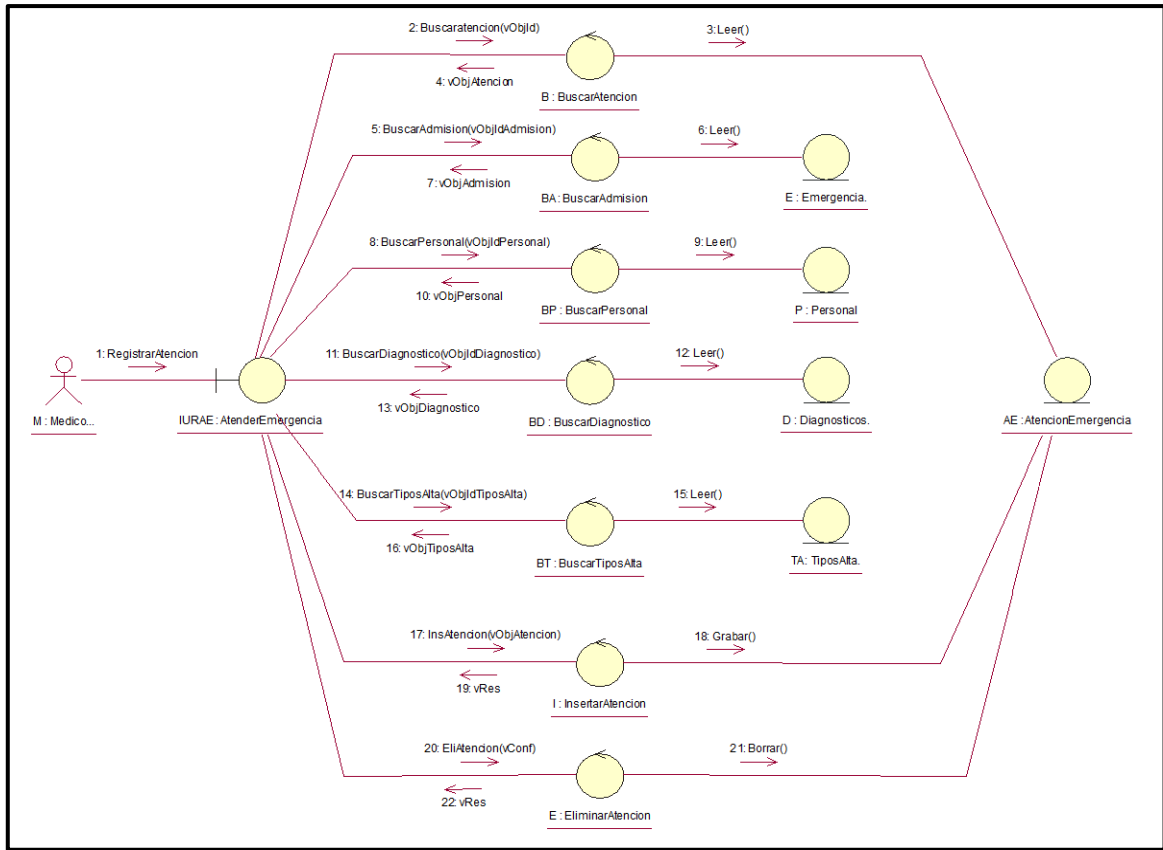 2: Buscaratencion(vObjId)
3: Leer()
4: vObjAtencion
B : BuscarAtencion
5: BuscarAdmision(vObjIdAdmision)
6: Leer()
7: vObjAdmision
BA: BuscarAdmision
E : Emergencia.
8: BuscarPersonal(vObjIdPersonal)
9: Leer()
10: vObjPersonal
BP : BuscarPersonal
P : Personal
1: RegistrarAtencion
11: BuscarDiagnostico(vObjIdDiagnostico)
12: Leer()
13: vObjDiagnostico
M : Medico...
IURAE : AtenderEmergencia
BD : BuscarDiagnostico
D : Diagnosticos.
AE : AtencionEmergencia
14: BuscarTiposAlta(vObjIdTiposAlta)
15: Leer()
16: vObjTiposAlta
BT : BuscarTiposAlta
TA: TiposAlta.
17: InsAtencion(vObjAtencion)
18: Grabar()
19: vRes
I : InsertarAtencion
20: EliAtencion(vConf)
21: Borrar()
22: vRes
E : EliminarAtencion